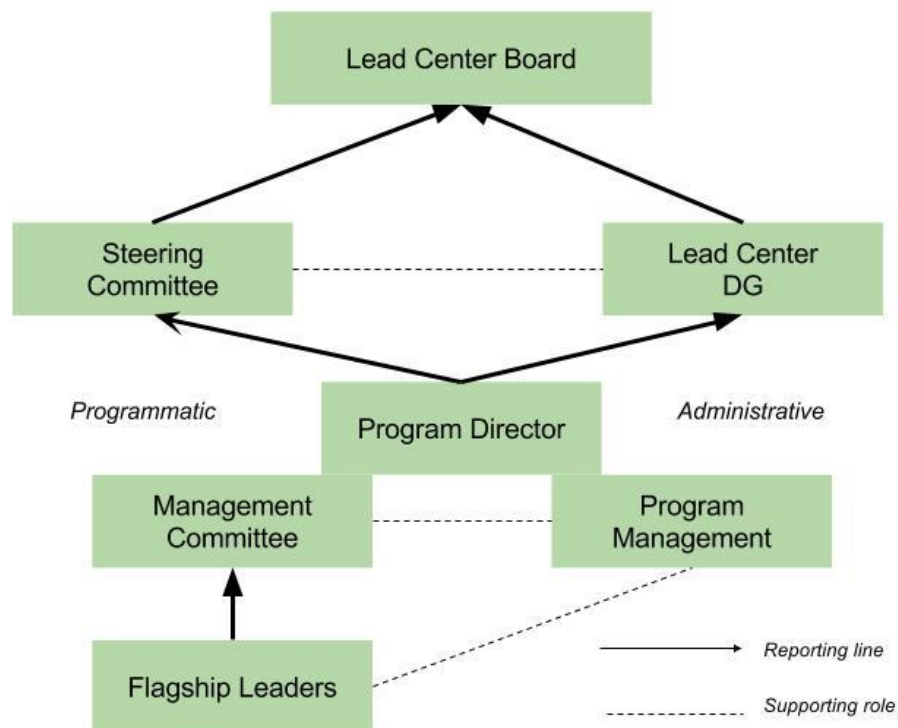 Lead Center Board
Steering
Committee
Lead Center
DG
Programmatic
Administrative
Program Director
Management
Committee
Program
Management
Flagship Leaders
Reporting line
Supporting role